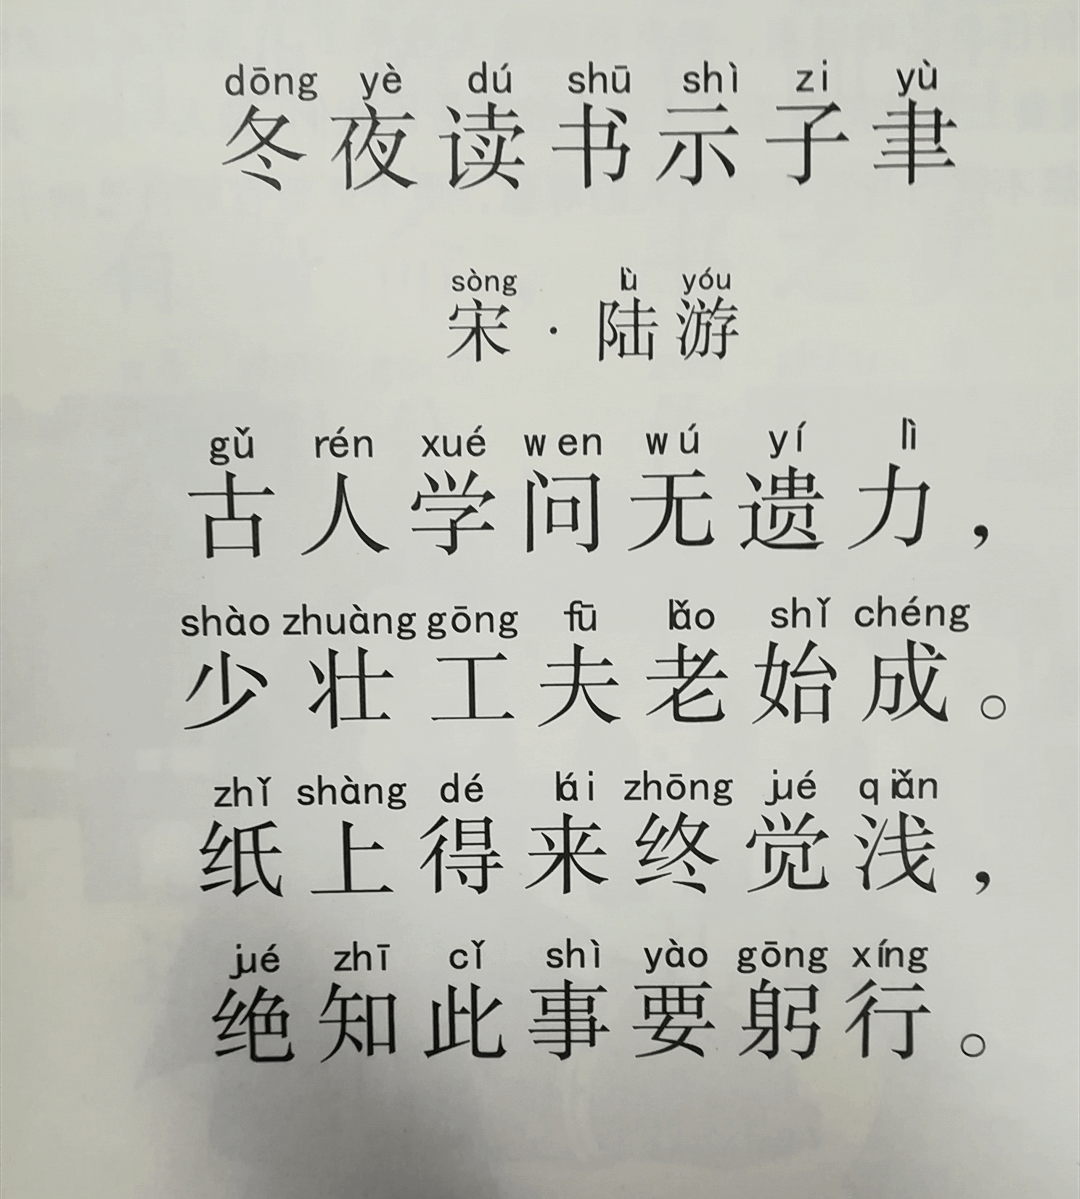 dōng yè dú shū shì zi yù
冬夜读书示子聿
sòng lù yóu
宋·陆游
gǔ rén xué wen wú yí lì
古人学问无遗力，
shào zhuàng gōng fū lǎo shǐ chéng
少壮工夫老始成。
zhǐ shàng dé lái zhōng jué qiǎn
纸上得来终觉浅，
jué zhī cǐ shì yào gōng xíng
绝知此事要躬行。